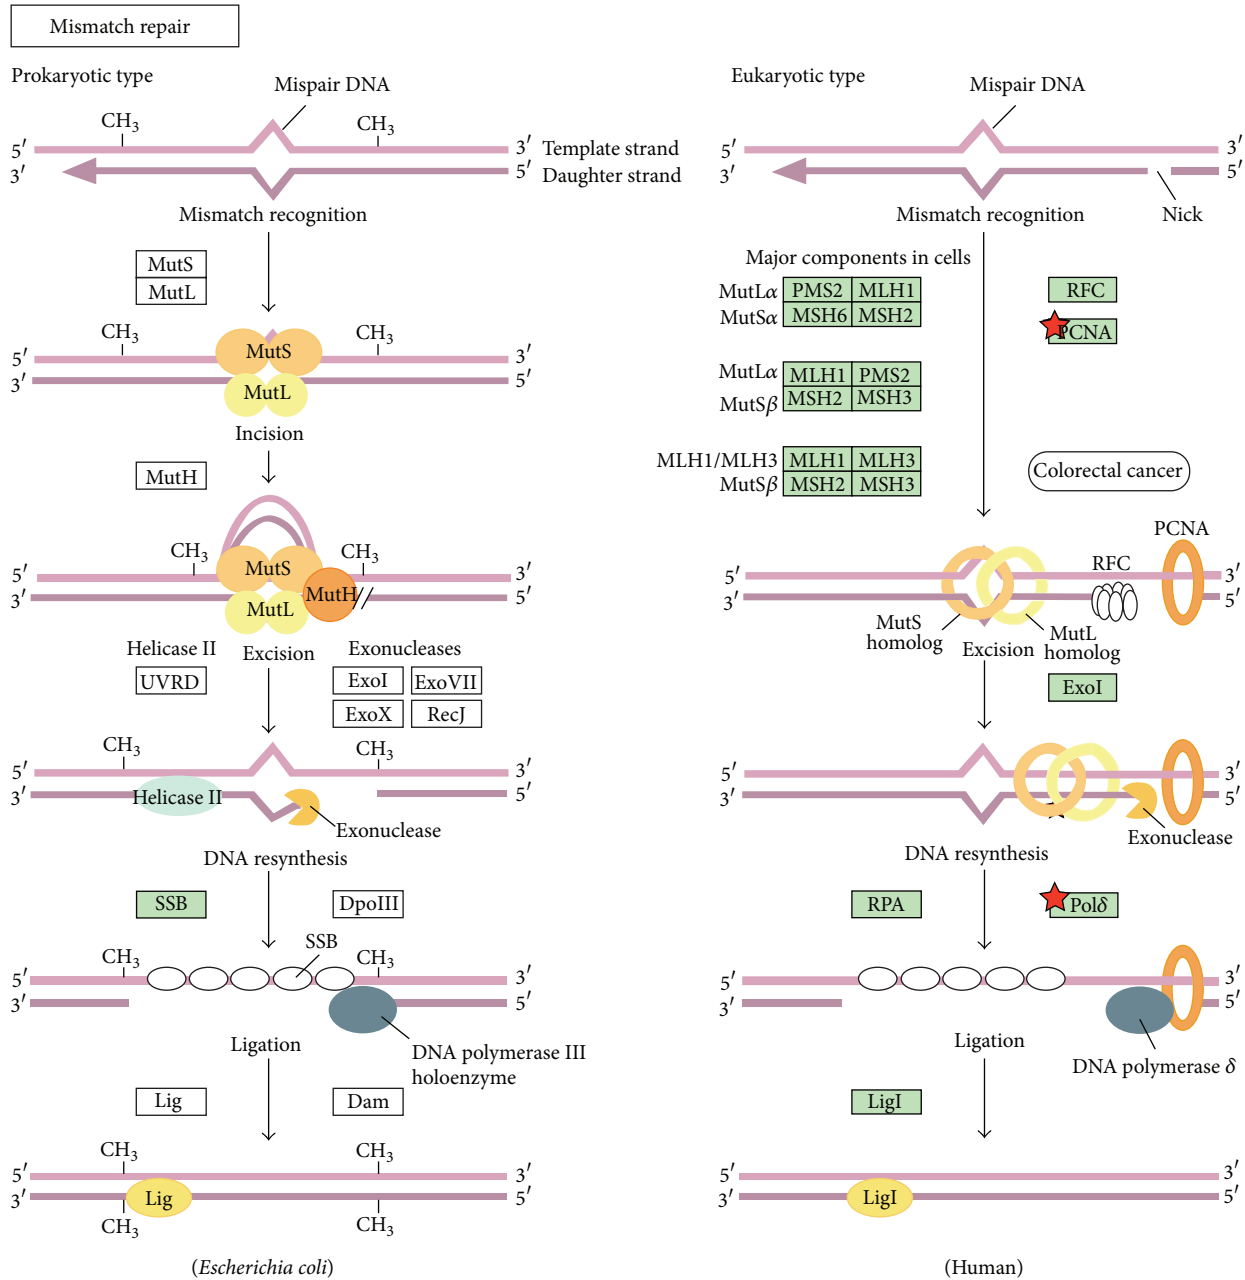 Mismatch repair
Prokaryotic type
Mispair DNA
CH3
CH3
5′
3′
Template strand
3′
5′
Daughter strand
Mismatch recognition
MutS
MutL
CH3
CH3
MutS
5′
3′
3′
5′
MutL
Incision
MutH
CH3
CH3
MutS
5′
3′
MutH
3′
5′
MutL
Helicase II
Excision
Exonucleases
UVRD
ExoI
ExoVII
ExoX
RecJ
CH3
CH3
5′
3′
3′
Helicase II
5′
Exonuclease
DNA resynthesis
SSB
DpoIII
SSB
CH3
CH3
5′
3′
3′
5′
Ligation
DNA polymerase III
holoenzyme
Lig
Dam
CH3
CH3
5′
3′
3′
Lig
5′
CH3
CH3
(Escherichia coli)
Eukaryotic type
Mispair DNA
5′
3′
3′
5′
Mismatch recognition
Nick
Major components in cells
MutLα PMS2 MLH1
RFC
MutSα MSH6 MSH2
PCNA
MutLα MLH1 PMS2
MutSβ MSH2 MSH3
MLH1/MLH3 MLH1 MLH3
Colorectal cancer
MutSβ MSH2 MSH3
PCNA
RFC
5′
3′
3′
5′
MutS
homolog
MutL
homolog
Excision
ExoI
5′
3′
3′
5′
Exonuclease
DNA resynthesis
RPA
Polδ
5′
3′
3′
5′
Ligation
DNA polymerase δ
LigI
5′
3′
3′
LigI
5′
(Human)